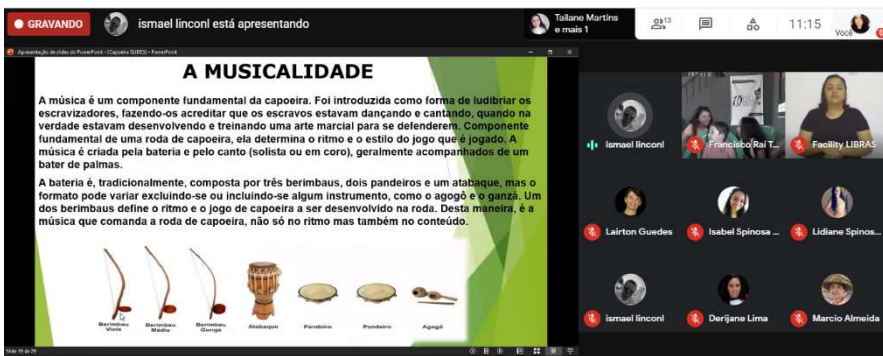 GRAVANDO
ismael linconl está apresentando
Tailane Martins
e mais 1
13
11:15
Você
Apresentação de slides do PowerPoint - [Capoeira SLIDES] - PowerPoint
A MUSICALIDADE
A música é um componente fundamental da capoeira. Foi introduzida como forma de ludibriar os
escravizadores, fazendo-os acreditar que os escravos estavam dançando e cantando, quando na
verdade estavam desenvolvendo e treinando uma arte marcial para se defenderem. Componente
fundamental de uma roda de capoeira, ela determina o ritmo e o estilo do jogo que é jogado. A
música é criada pela bateria e pelo canto (solista ou em coro), geralmente acompanhados de um
bater de palmas.
A bateria é, tradicionalmente, composta por três berimbaus, dois pandeiros e um atabaque, mas o
formato pode variar excluindo-se ou incluindo-se algum instrumento, como o agogô e o ganzá. Um
dos berimbaus define o ritmo e o jogo de capoeira a ser desenvolvido na roda. Desta maneira, é a
música que comanda a roda de capoeira, não só no ritmo mas também no conteúdo.
Berimbau
Viola
Berimbau
Médio
Berimbau
Gunga
Atabaque
Pandeiro
Pandeiro
Agogô
ismael linconl
Francisco Raí T...
Facility LIBRAS
Lairton Guedes
Isabel Spinosa ...
Lidiane Spinos...
ismael linconl
Derijane Lima
Marcio Almeida